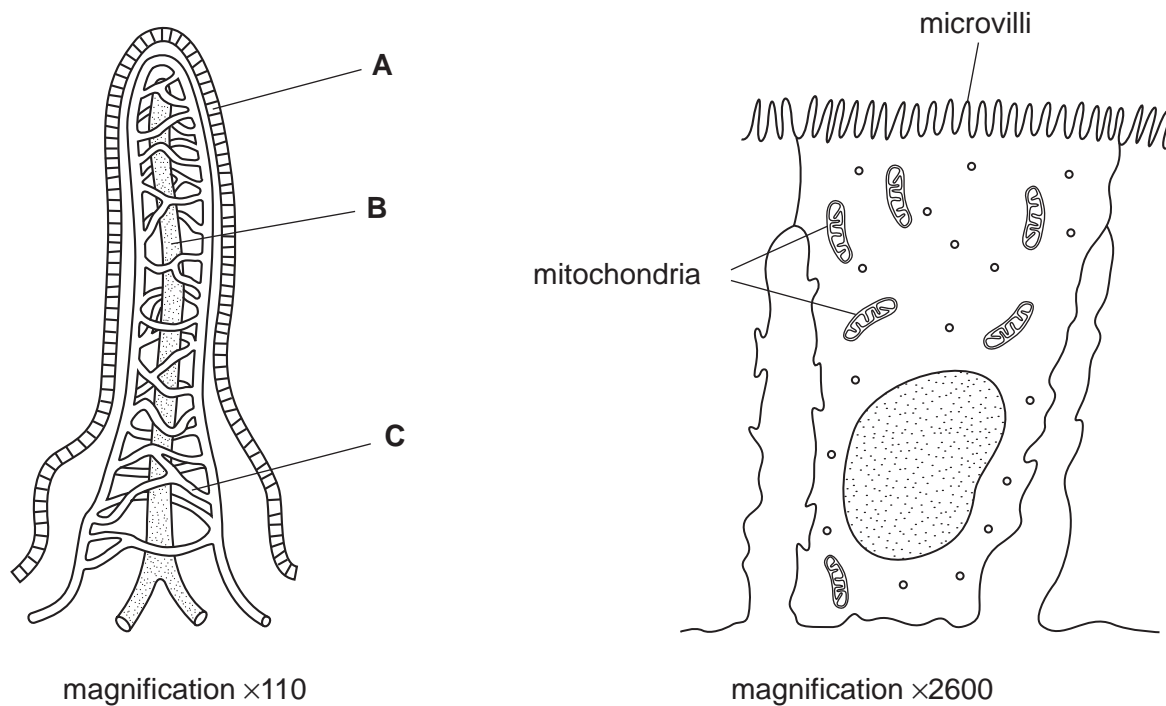 microvilli
A
B
mitochondria
C
magnification ×110
magnification ×2600